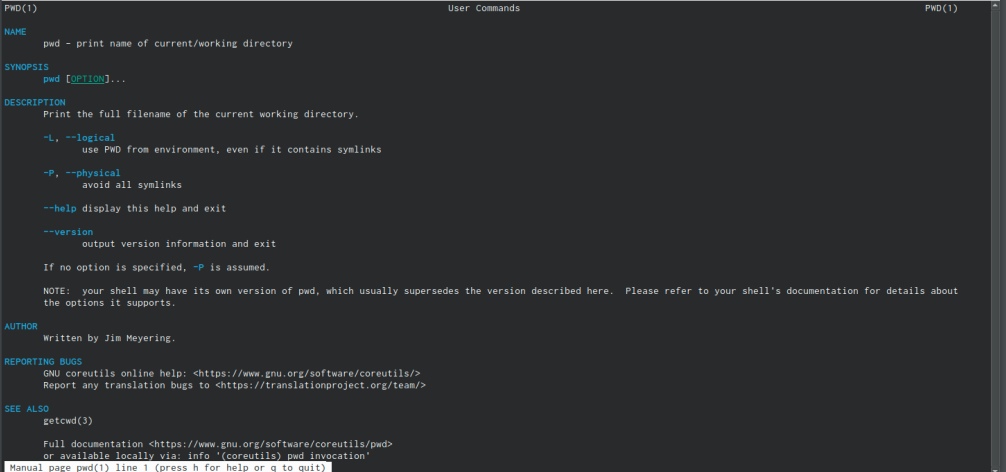 PWD(1) User Commands PWD(1)
NAME
pwd - print name of current/working directory
SYNOPSIS
pwd [OPTION]...
DESCRIPTION
Print the full filename of the current working directory.
-L, --logical
use PWD from environment, even if it contains symlinks
-P, --physical
avoid all symlinks
--help display this help and exit
--version
output version information and exit
If no option is specified, -P is assumed.
NOTE:  your shell may have its own version of pwd, which usually supersedes the version described here.  Please refer to your shell's documentation for details about
the options it supports.
AUTHOR
Written by Jim Meyering.
REPORTING BUGS
GNU coreutils online help: <https://www.gnu.org/software/coreutils/>
Report any translation bugs to <https://translationproject.org/team/>
SEE ALSO
getcwd(3)
Full documentation <https://www.gnu.org/software/coreutils/pwd>
or available locally via: info '(coreutils) pwd invocation'
Manual page pwd(1) line 1 (press h for help or q to quit)